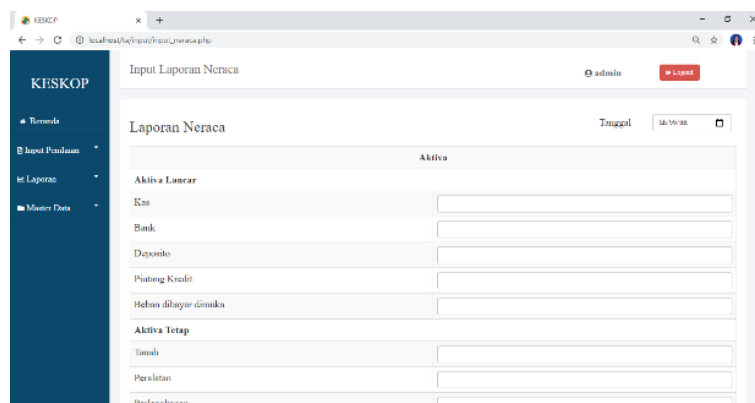 KESKOP
localhost/ta/input/input_neraca.php
KESKOP
Input Laporan Neraca
admin
Logout
Beranda
Input Penilaian
Laporan
Master Data
Laporan Neraca
Tanggal
Aktiva
Aktiva Lancar
Kas
Bank
Deposito
Piutang Kredit
Beban dibayar dimuka
Aktiva Tetap
Tanah
Peralatan